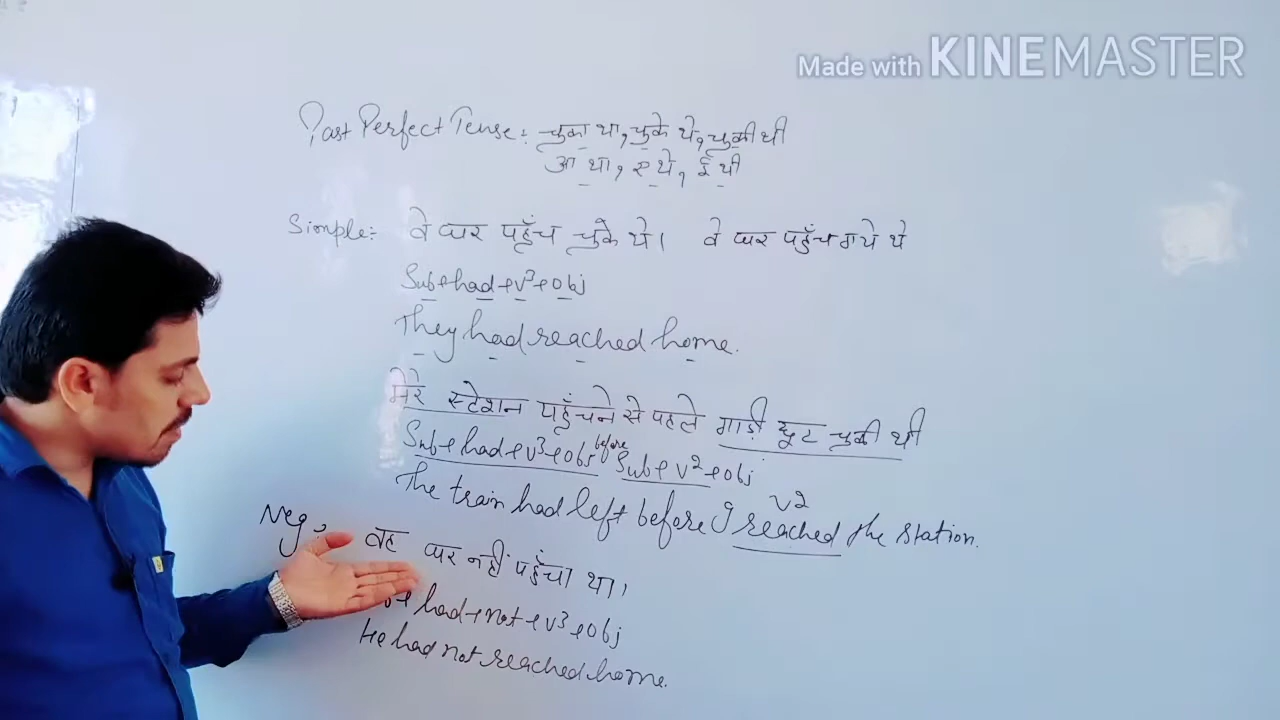 Made with KINEMASTER
Past Perfect Tense:- चुका था, चुके थे, चुकी थी
आ था, ए थे, ई थी
Simple:- वे घर पहुँच चुके थे। वे घर पहुँच गये थे
Sub+had+v³+obj
They had reached home.
मेरे स्टेशन पहुँचने से पहले गाड़ी छूट चुकी थी
Sub+had+v³+obj before Sub+v²+obj
V2
The train had left before I reached the station.
Neg:- वह घर नहीं पहुँचा था।
had+not+v³+obj
He had not reached home.